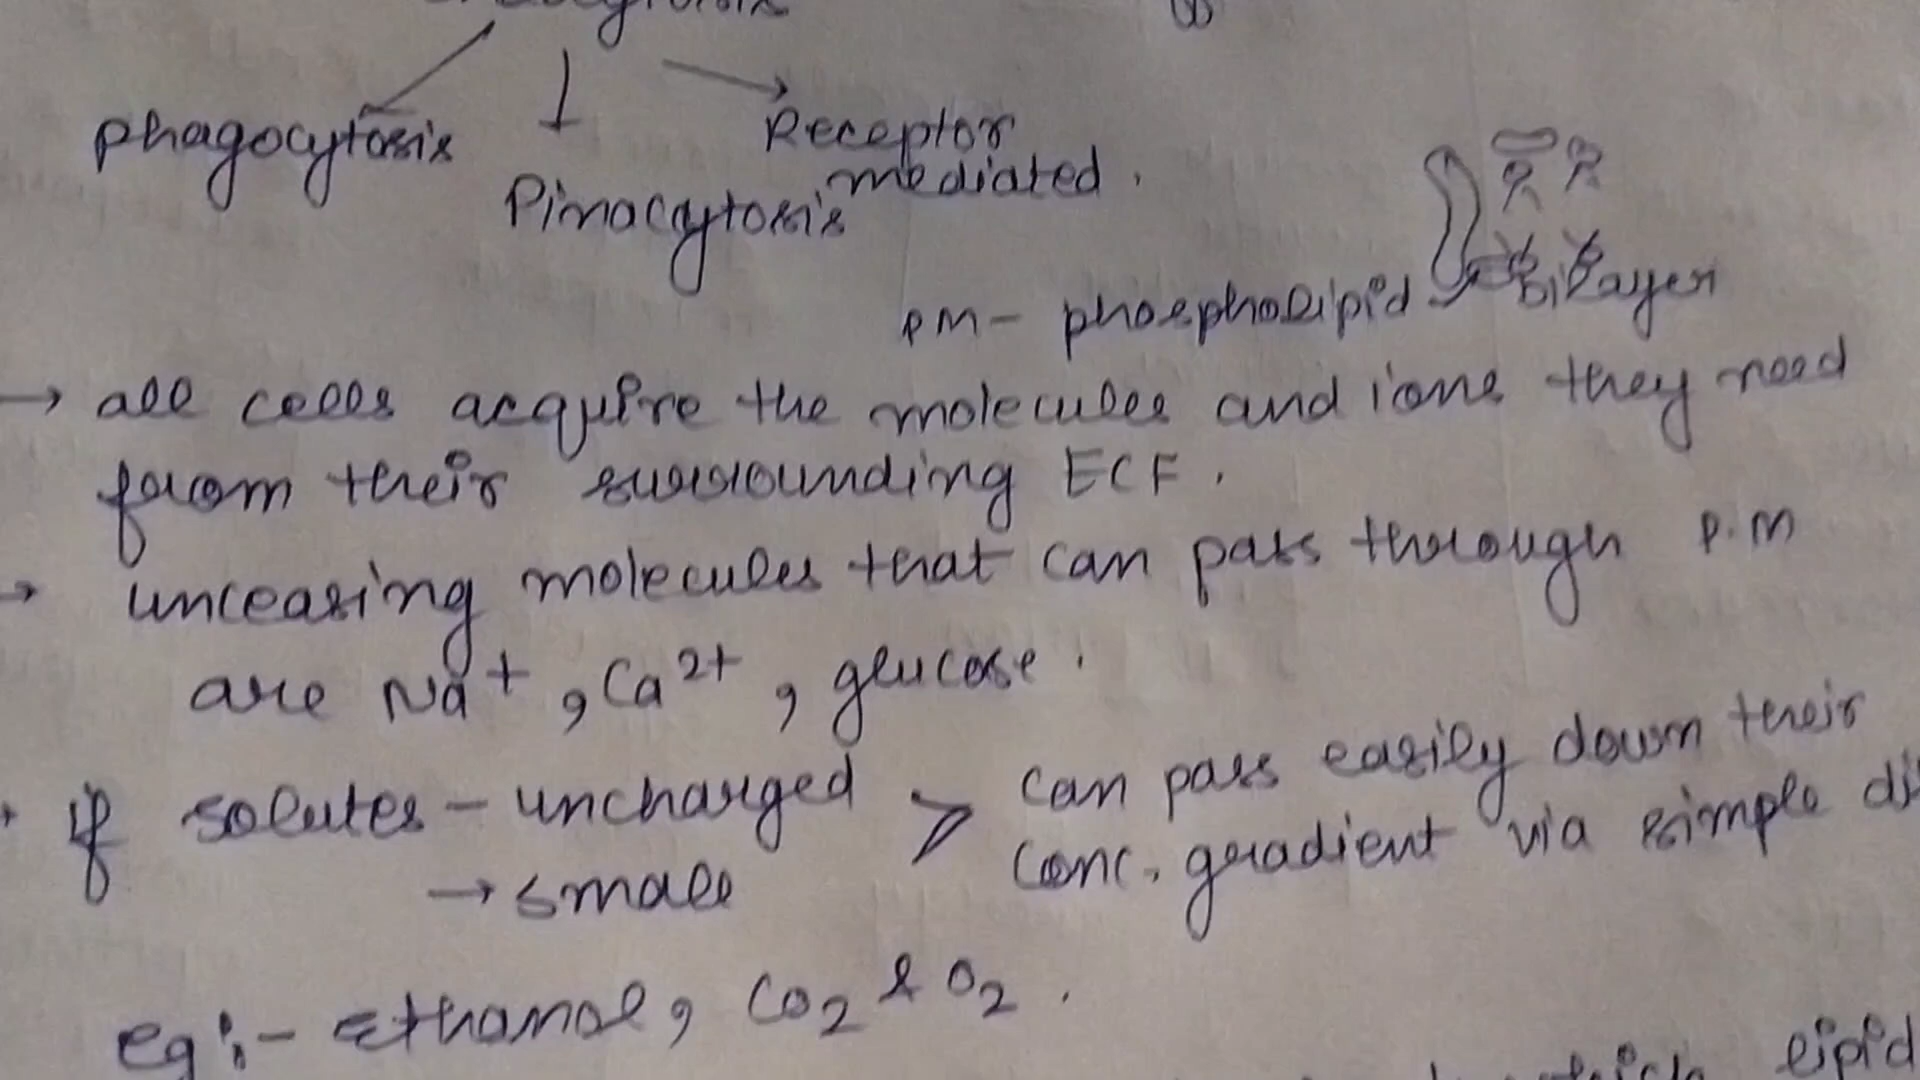 phagocytosis
Receptor
mediated.
Pinocytosis
PM - phospholipid bilayer
→ all cells acquire the molecules and ions they need
from their surrounding ECF.
→ unceasing molecules that can pass through P.M
are Na+, Ca2+, glucose.
if solutes - uncharged > can pass easily down their
→ small conc. gradient via simple di
eg:- Ethanol, CO2 & O2.
lipid